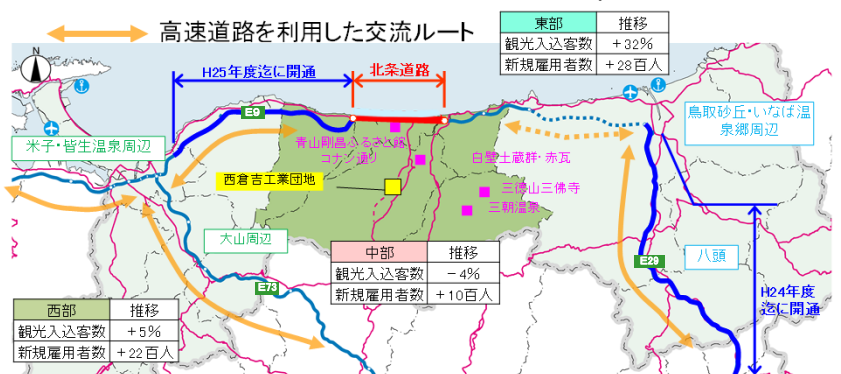 高速道路を利用した交流ルート
東部 推移
観光入込客数 +32%
新規雇用者数 +28百人
N
H25年度迄に開通
北条道路
E9
鳥取砂丘・いなば温
泉郷周辺
米子・皆生温泉周辺
青山剛昌ふるさと館
コナン通り
白壁土蔵群・赤瓦
西倉吉工業団地
三徳山三佛寺
三朝温泉
大山周辺
中部 推移
観光入込客数 -4%
新規雇用者数 +10百人
八頭
E29
E73
H24年度
迄に開通
西部 推移
観光入込客数 +5%
新規雇用者数 +22百人